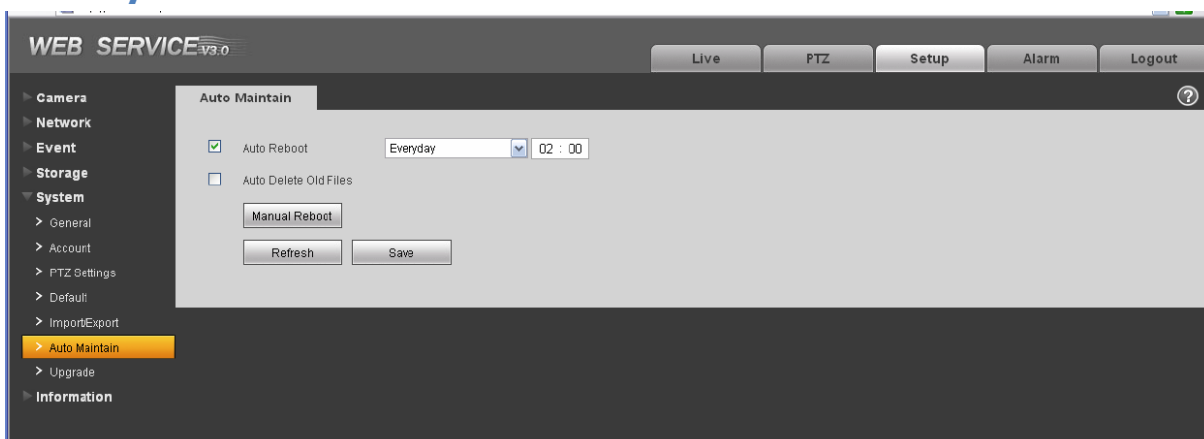 WEB SERVICE V3.0
Live PTZ Setup Alarm Logout
Camera
Network
Event
Storage
System
General
Account
PTZ Settings
Default
Import/Export
Auto Maintain
Upgrade
Information
Auto Maintain
?
Auto Reboot Everyday 02 : 00
Auto Delete Old Files
Manual Reboot
Refresh Save